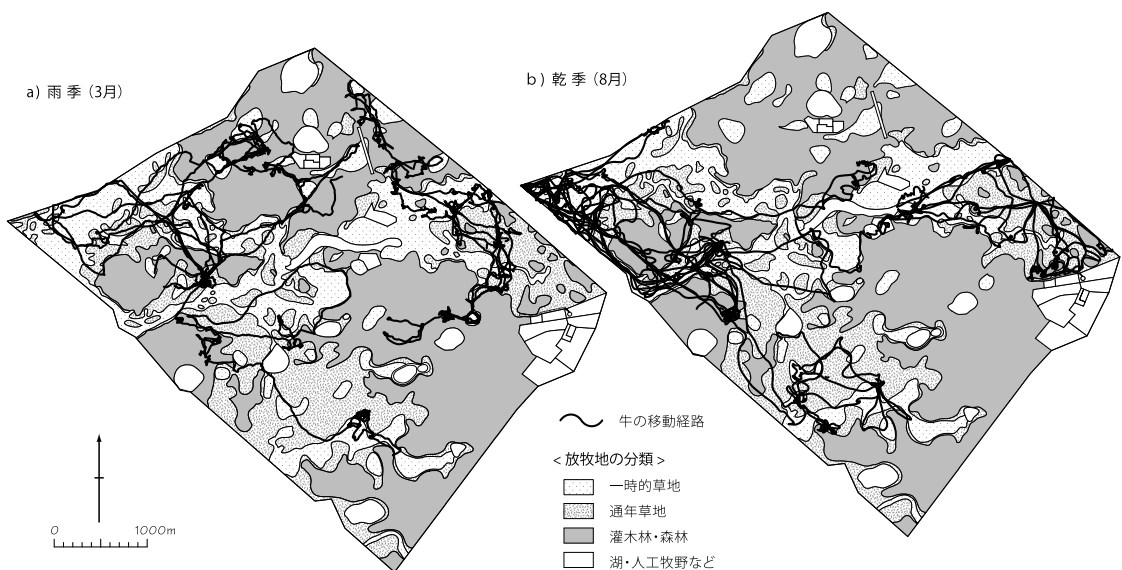 a) 雨季 (3月)
b) 乾季 (8月)
牛の移動経路
< 放牧地の分類 >
一時的草地
通年草地
灌木林・森林
湖・人工牧野など
0 1000m